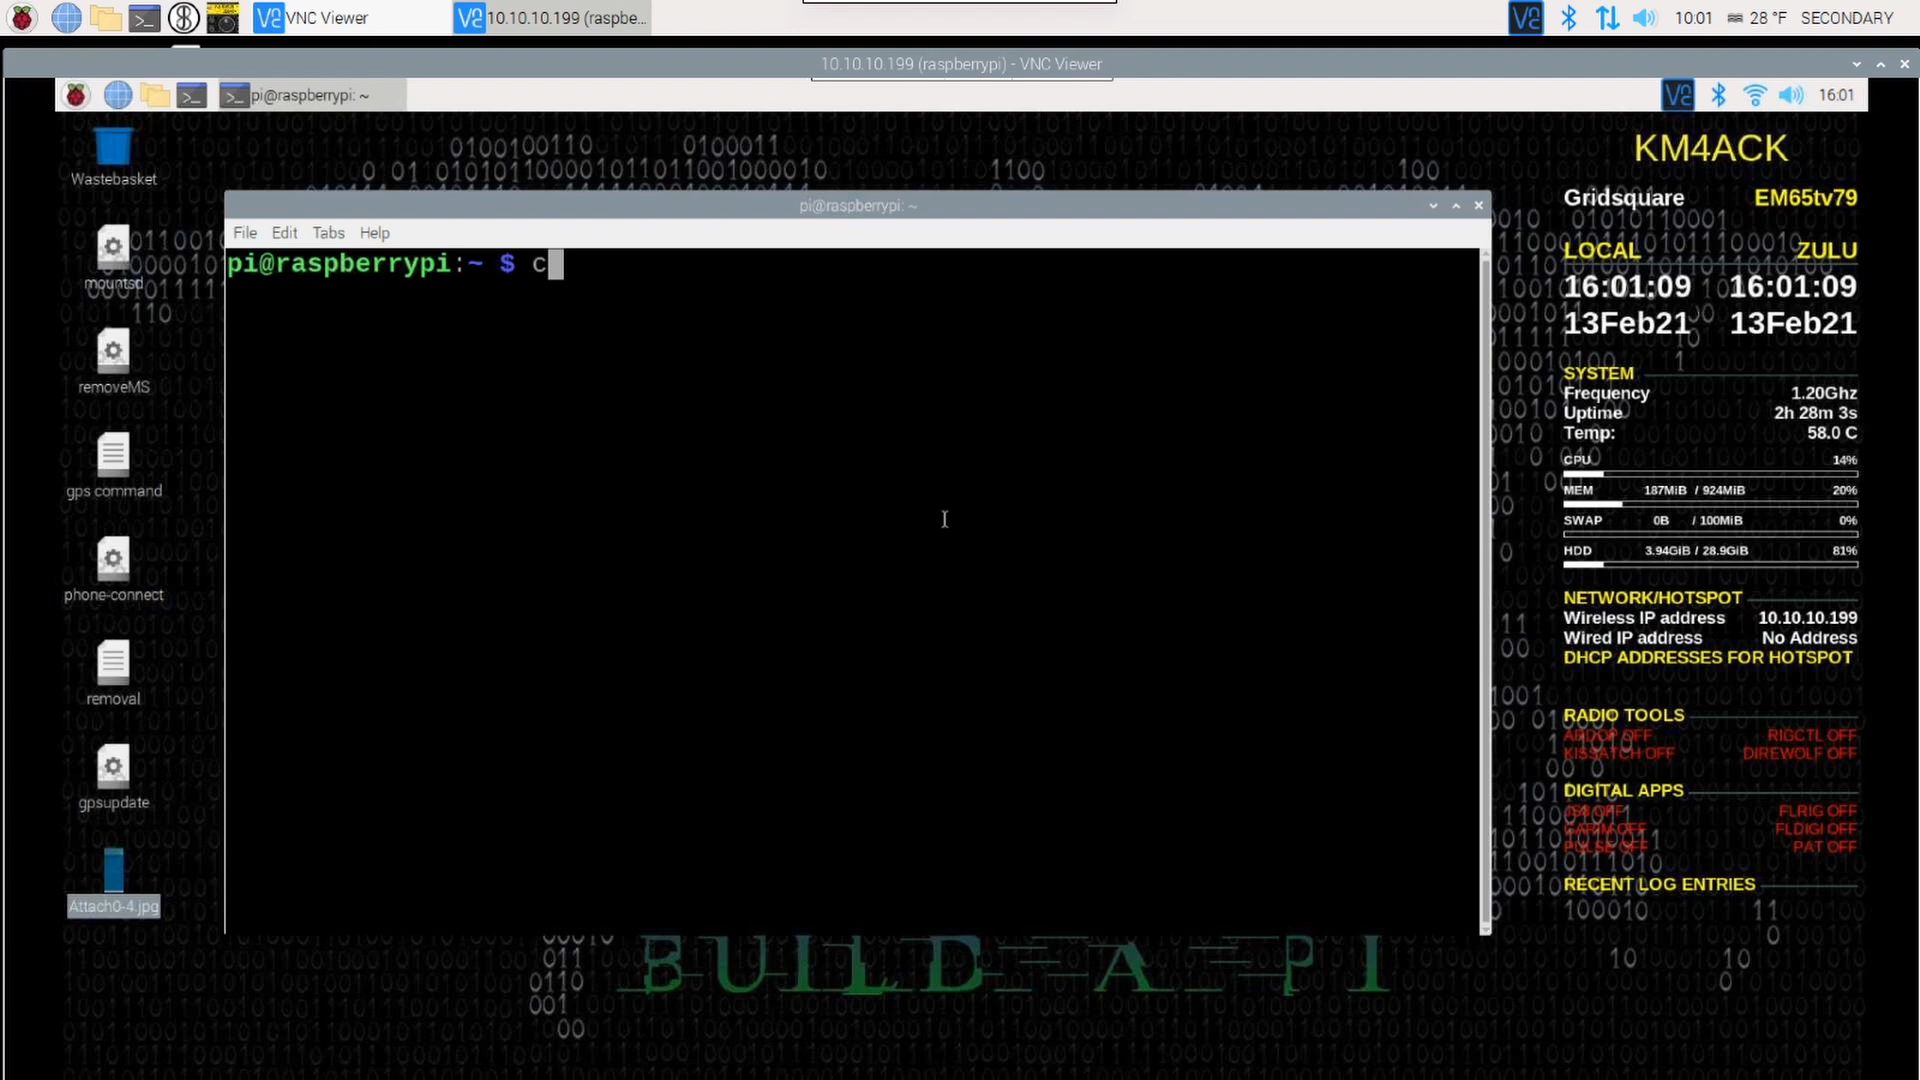 VNC Viewer
10.10.10.199 (raspbe...
10:01
28 °F
SECONDARY
10.10.10.199 (raspberrypi) - VNC Viewer
pi@raspberrypi: ~
16:01
Wastebasket
mountsd
removeMS
gps command
phone-connect
removal
gpsupdate
Attach0-4.jpg
pi@raspberrypi: ~
File Edit Tabs Help
pi@raspberrypi:~ $ c
KM4ACK
Gridsquare EM65tv79
LOCAL ZULU
16:01:09 16:01:09
13Feb21 13Feb21
SYSTEM
Frequency 1.20Ghz
Uptime 2h 28m 3s
Temp: 58.0 C
CPU 14%
MEM 187MiB / 924MiB 20%
SWAP 0B / 100MiB 0%
HDD 3.94GiB / 28.9GiB 81%
NETWORK/HOTSPOT
Wireless IP address 10.10.10.199
Wired IP address No Address
DHCP ADDRESSES FOR HOTSPOT
RADIO TOOLS
ARDOP OFF RIGCTL OFF
KISSATCH OFF DIREWOLF OFF
DIGITAL APPS
JS8 OFF FLRIG OFF
GARIM OFF FLDIGI OFF
PULSE OFF PAT OFF
RECENT LOG ENTRIES
BUILD-A-PI